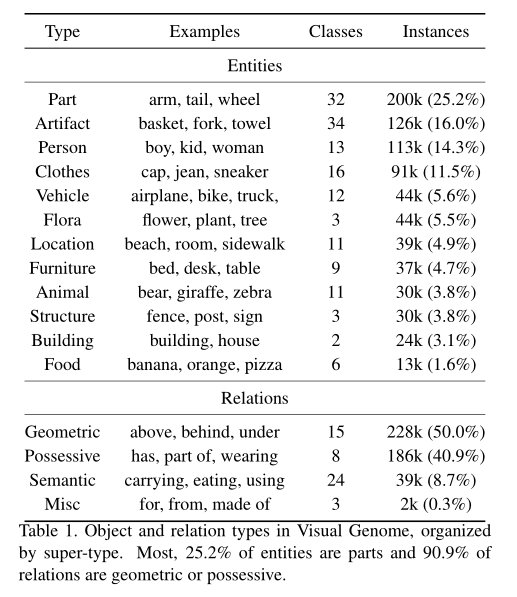 Type Examples Classes Instances
Entities
Part arm, tail, wheel 32 200k (25.2%)
Artifact basket, fork, towel 34 126k (16.0%)
Person boy, kid, woman 13 113k (14.3%)
Clothes cap, jean, sneaker 16 91k (11.5%)
Vehicle airplane, bike, truck, 12 44k (5.6%)
Flora flower, plant, tree 3 44k (5.5%)
Location beach, room, sidewalk 11 39k (4.9%)
Furniture bed, desk, table 9 37k (4.7%)
Animal bear, giraffe, zebra 11 30k (3.8%)
Structure fence, post, sign 3 30k (3.8%)
Building building, house 2 24k (3.1%)
Food banana, orange, pizza 6 13k (1.6%)
Relations
Geometric above, behind, under 15 228k (50.0%)
Possessive has, part of, wearing 8 186k (40.9%)
Semantic carrying, eating, using 24 39k (8.7%)
Misc for, from, made of 3 2k (0.3%)
Table 1. Object and relation types in Visual Genome, organized
by super-type. Most, 25.2% of entities are parts and 90.9% of
relations are geometric or possessive.